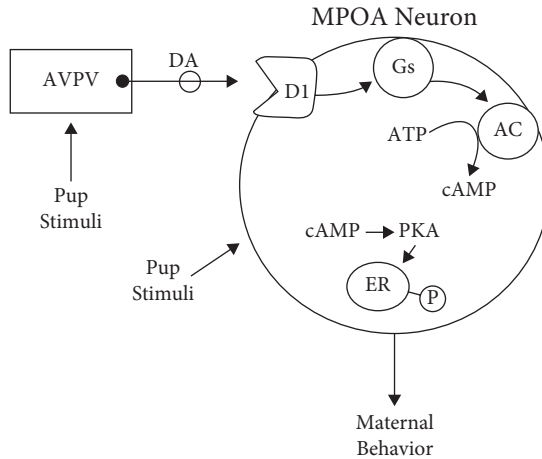 MPOA Neuron
AVPV
DA
D1
Gs
AC
ATP
cAMP
Pup
Stimuli
cAMP
PKA
Pup
Stimuli
ER
P
Maternal
Behavior